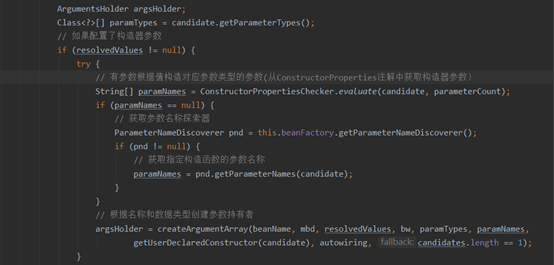 ArgumentsHolder argsHolder;
Class<?>[] paramTypes = candidate.getParameterTypes();
// 如果配置了构造器参数
if (resolvedValues != null) {
try {
// 有参数根据值构造对应参数类型的参数(从ConstructorProperties注解中获取构造器参数)
String[] paramNames = ConstructorPropertiesChecker.evaluate(candidate, parameterCount);
if (paramNames == null) {
// 获取参数名称探索器
ParameterNameDiscoverer pnd = this.beanFactory.getParameterNameDiscoverer();
if (pnd != null) {
// 获取指定构造函数的参数名称
paramNames = pnd.getParameterNames(candidate);
}
}
// 根据名称和数据类型创建参数持有者
argsHolder = createArgumentArray(beanName, mbd, resolvedValues, bw, paramTypes, paramNames,
getUserDeclaredConstructor(candidate), autowiring, fallback: candidates.length == 1);
}